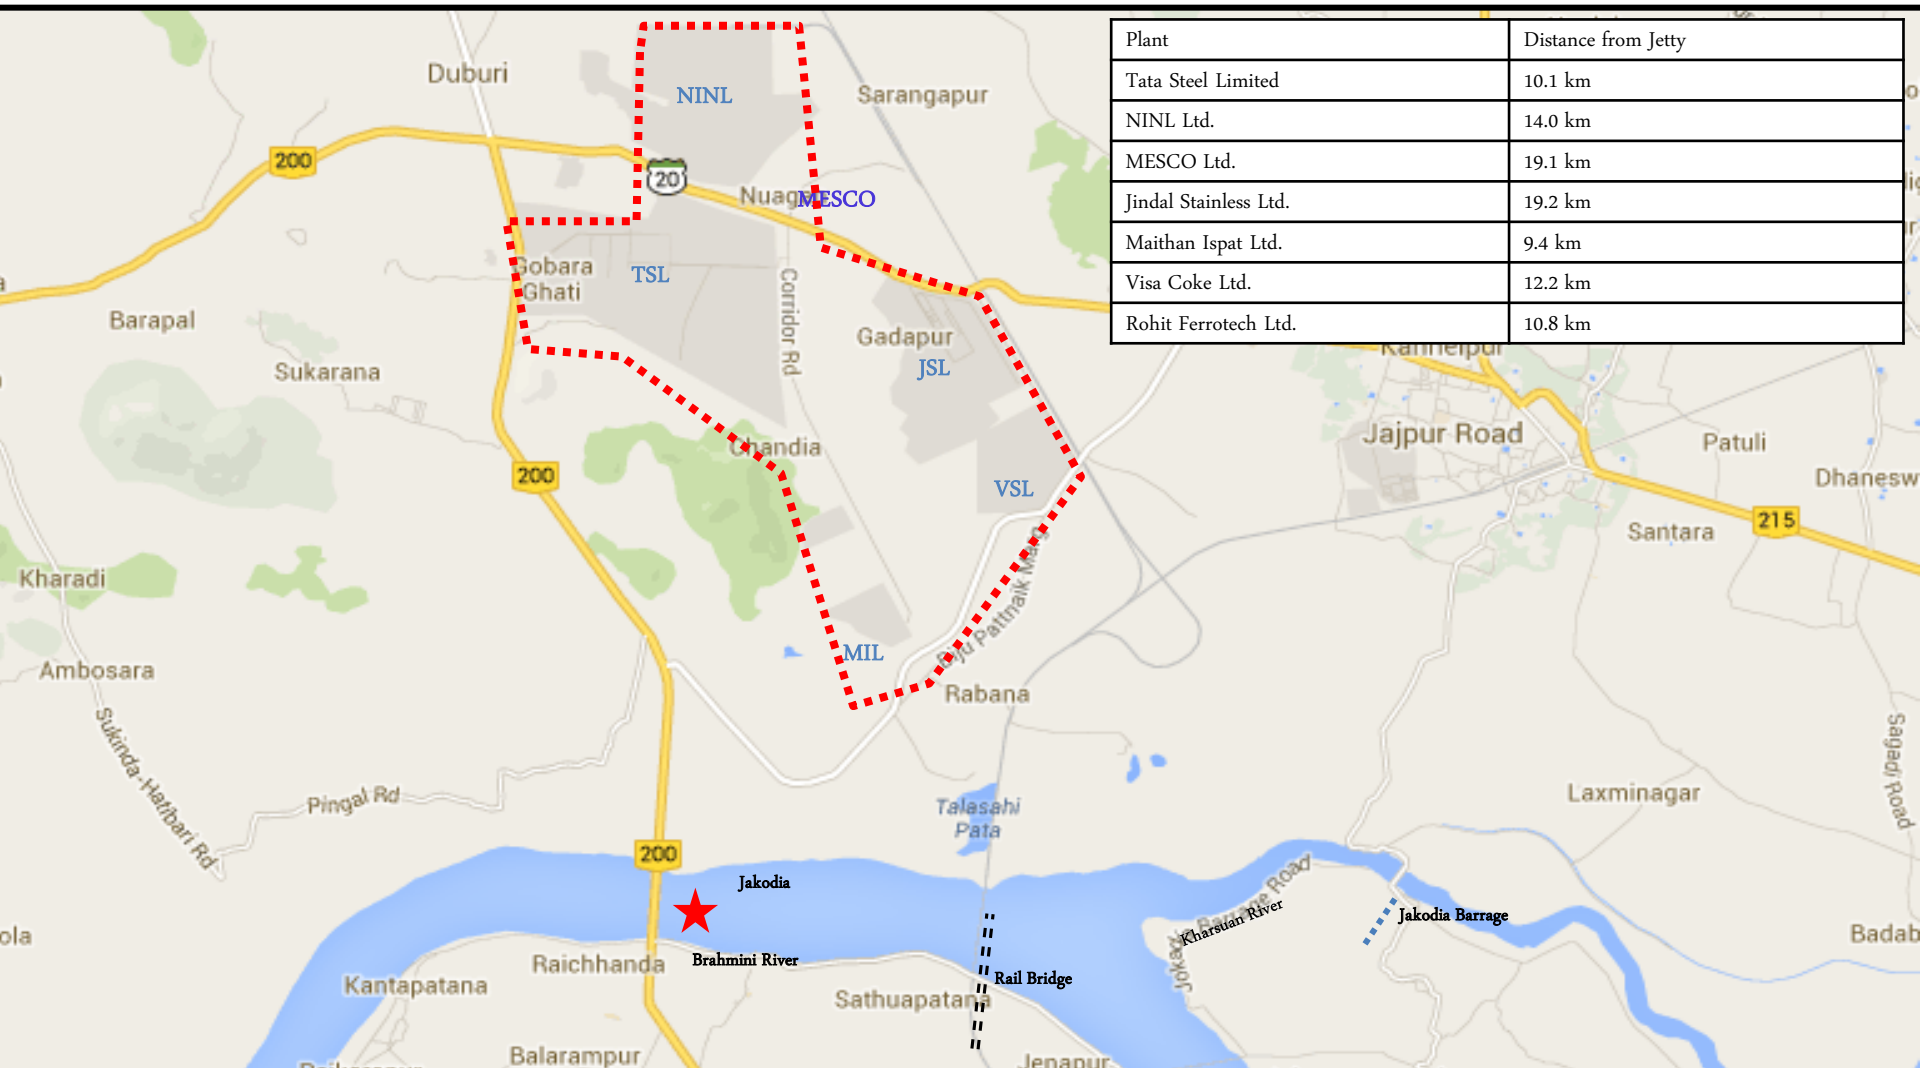 Plant Distance from Jetty
Tata Steel Limited 10.1 km
NINL Ltd. 14.0 km
MESCO Ltd. 19.1 km
Jindal Stainless Ltd. 19.2 km
Maithan Ispat Ltd. 9.4 km
Visa Coke Ltd. 12.2 km
Rohit Ferrotech Ltd. 10.8 km
Duburi
NINL
Sarangapur
200
20
MESCO
Gobara
Ghati
TSL
Corridor Rd
Barapal
Gadapur
JSL
Sukarana
Jajpur Road
Patuli
Chandia
200
VSL
215
Santara
Kharadi
Biju Pattnaik Marg
MIL
Ambosara
Rabana
Sukinda-Hatibari Rd
Pingal Rd
Talasahi
Pata
Laxminagar
Sagadj Road
200
Jakodia
Kharsuan River
Jakodia Barrage
Brahmini River
Raichhanda
Rail Bridge
Kantapatana
Sathuapatana
Balarampur
Jenapur